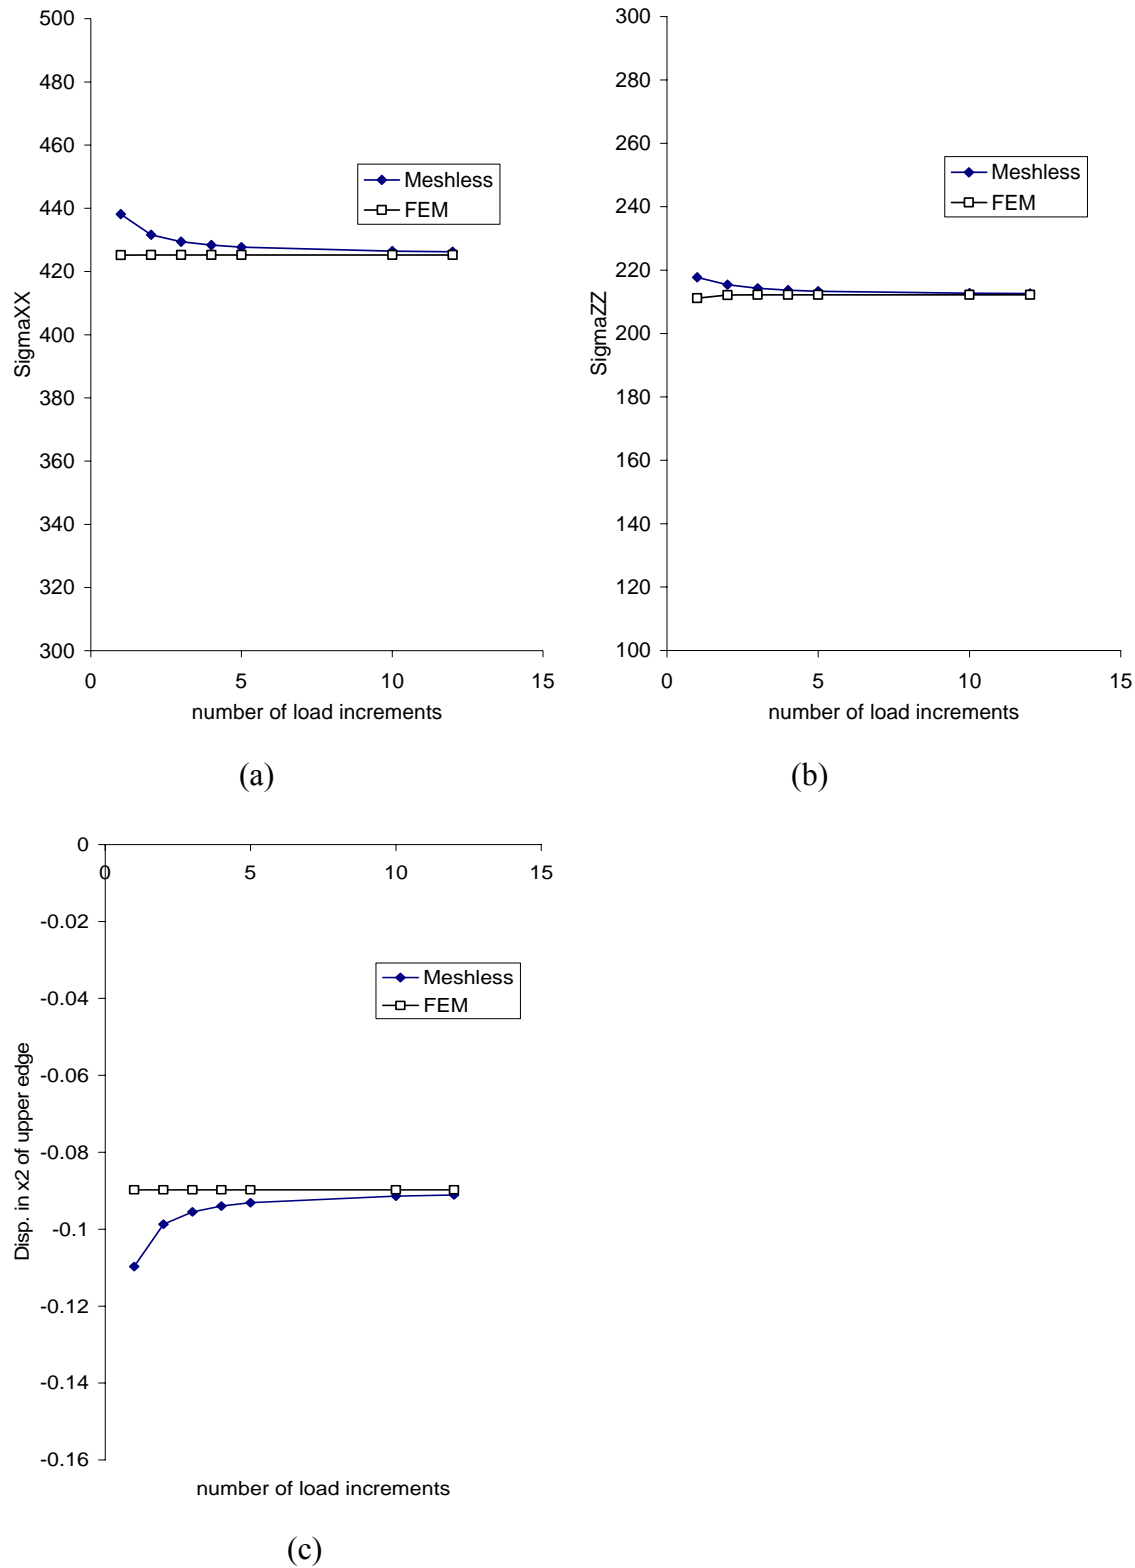 500
480
460
440
420
400
380
360
340
320
300
SigmaXX
Meshless
FEM
0 5 10 15
number of load increments
(a)
300
280
260
240
220
200
180
160
140
120
100
SigmaZZ
Meshless
FEM
0 5 10 15
number of load increments
(b)
0
-0.02
-0.04
-0.06
-0.08
-0.1
-0.12
-0.14
-0.16
Disp. in x2 of upper edge
0 5 10 15
Meshless
FEM
number of load increments
(c)